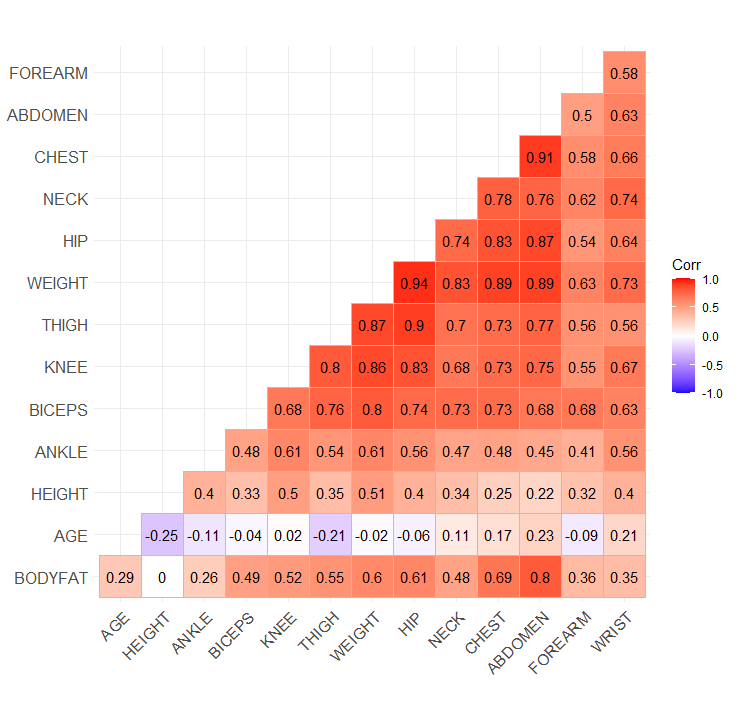 FOREARM 0.58
ABDOMEN 0.5 0.63
CHEST 0.91 0.58 0.66
NECK 0.78 0.76 0.62 0.74
HIP 0.74 0.83 0.87 0.54 0.64
WEIGHT 0.94 0.83 0.89 0.89 0.63 0.73
THIGH 0.87 0.9 0.7 0.73 0.77 0.56 0.56
KNEE 0.8 0.86 0.83 0.68 0.73 0.75 0.55 0.67
BICEPS 0.68 0.76 0.8 0.74 0.73 0.73 0.68 0.68 0.63
ANKLE 0.48 0.61 0.54 0.61 0.56 0.47 0.48 0.45 0.41 0.56
HEIGHT 0.4 0.33 0.5 0.35 0.51 0.4 0.34 0.25 0.22 0.32 0.4
AGE -0.25 -0.11 -0.04 0.02 -0.21 -0.02 -0.06 0.11 0.17 0.23 -0.09 0.21
BODYFAT 0.29 0 0.26 0.49 0.52 0.55 0.6 0.61 0.48 0.69 0.8 0.36 0.35
AGE HEIGHT ANKLE BICEPS KNEE THIGH WEIGHT HIP NECK CHEST ABDOMEN FOREARM WRIST
Corr
1.0
0.5
0.0
-0.5
-1.0